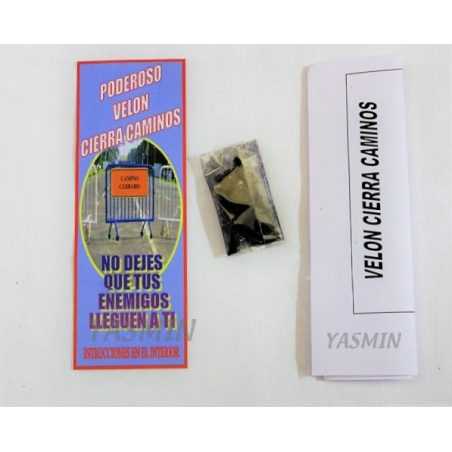 PODEROSO
VELON
CIERRA CAMINOS
CAMINO
CERRADO
NO DEJES
QUE TUS
ENEMIGOS
LLEGUEN A TI
INTRUCCIONES EN EL INTERIOR
YASMIN
VELON CIERRA CAMINOS
YASMIN